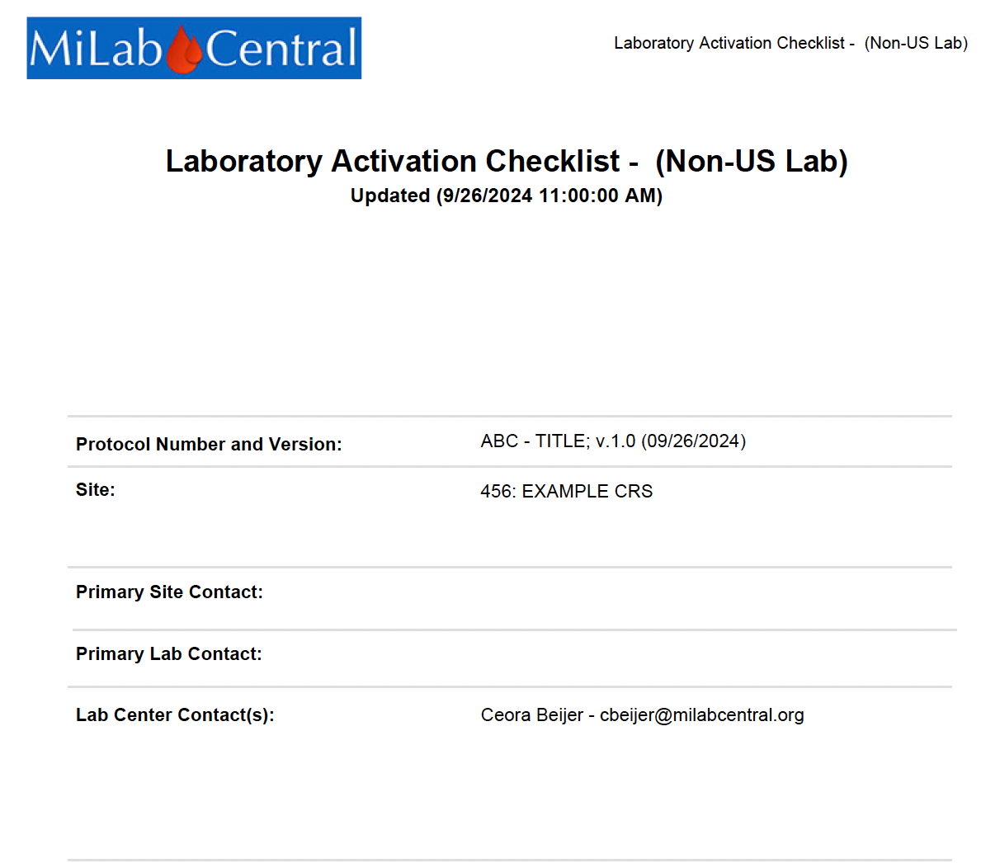 MiLab Central
Laboratory Activation Checklist - (Non-US Lab)
Laboratory Activation Checklist - (Non-US Lab)
Updated (9/26/2024 11:00:00 AM)
Protocol Number and Version: ABC - TITLE; v.1.0 (09/26/2024)
Site: 456: EXAMPLE CRS
Primary Site Contact:
Primary Lab Contact:
Lab Center Contact(s): Ceora Beijer - cbeijer@milabcentral.org